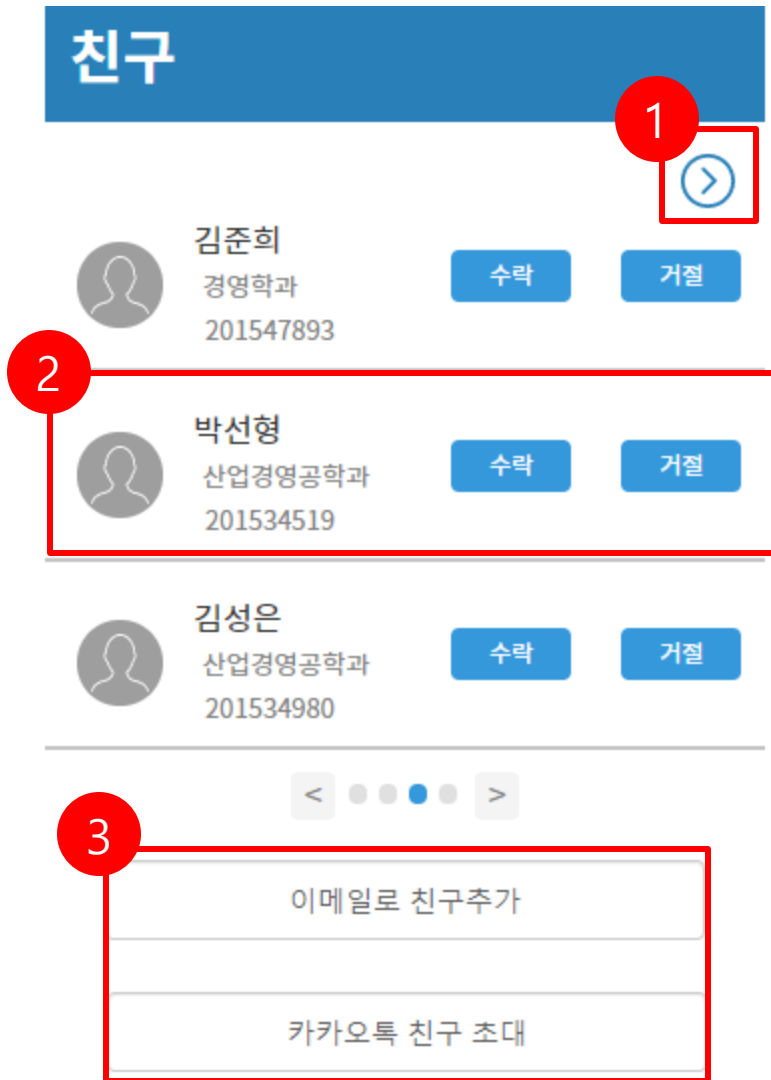 친구
1
김준희
경영학과
201547893
수락
거절
2
박선형
산업경영공학과
201534519
수락
거절
김성은
산업경영공학과
201534980
수락
거절
< >
3
이메일로 친구추가
카카오톡 친구 초대